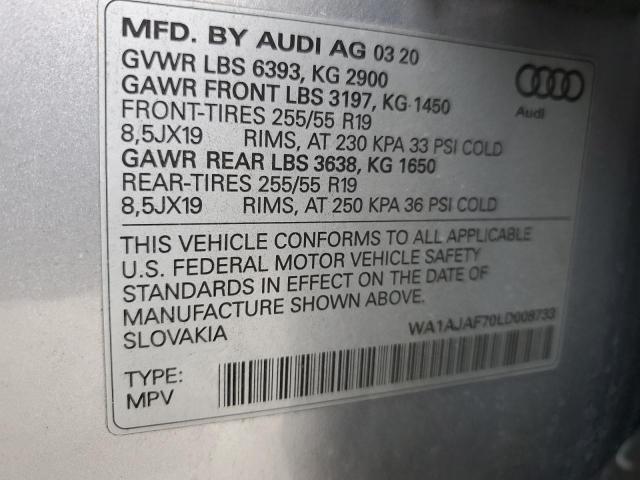 MFD. BY AUDI AG 03 20
GVWR LBS 6393, KG 2900
GAWR FRONT LBS 3197, KG 1450
FRONT-TIRES 255/55 R19
8,5JX19 RIMS, AT 230 KPA 33 PSI COLD
GAWR REAR LBS 3638, KG 1650
REAR-TIRES 255/55 R19
8,5JX19 RIMS, AT 250 KPA 36 PSI COLD
Audi
THIS VEHICLE CONFORMS TO ALL APPLICABLE
U.S. FEDERAL MOTOR VEHICLE SAFETY
STANDARDS IN EFFECT ON THE DATE OF
MANUFACTURE SHOWN ABOVE.
SLOVAKIA
WA1AJAF70LD008733
TYPE:
MPV